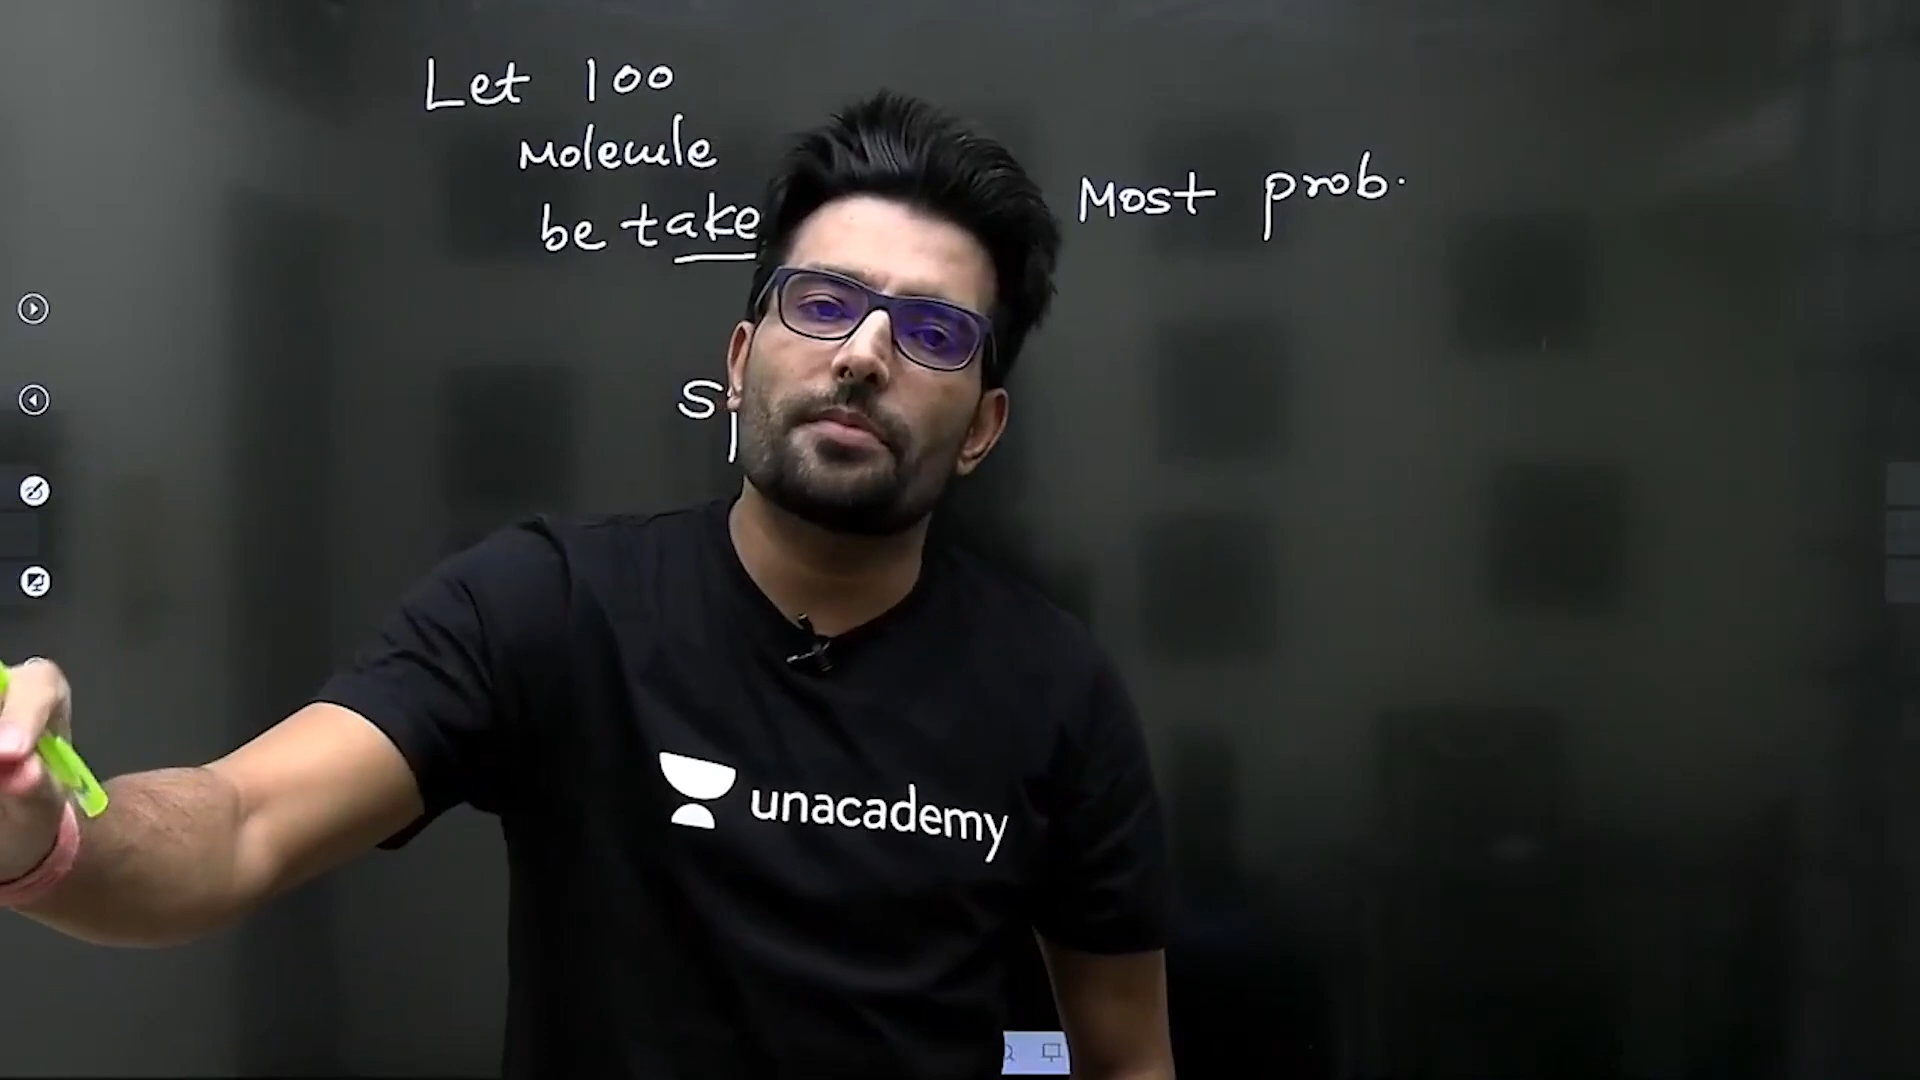 Let 100
Molecule
be take
Most prob.
unacademy